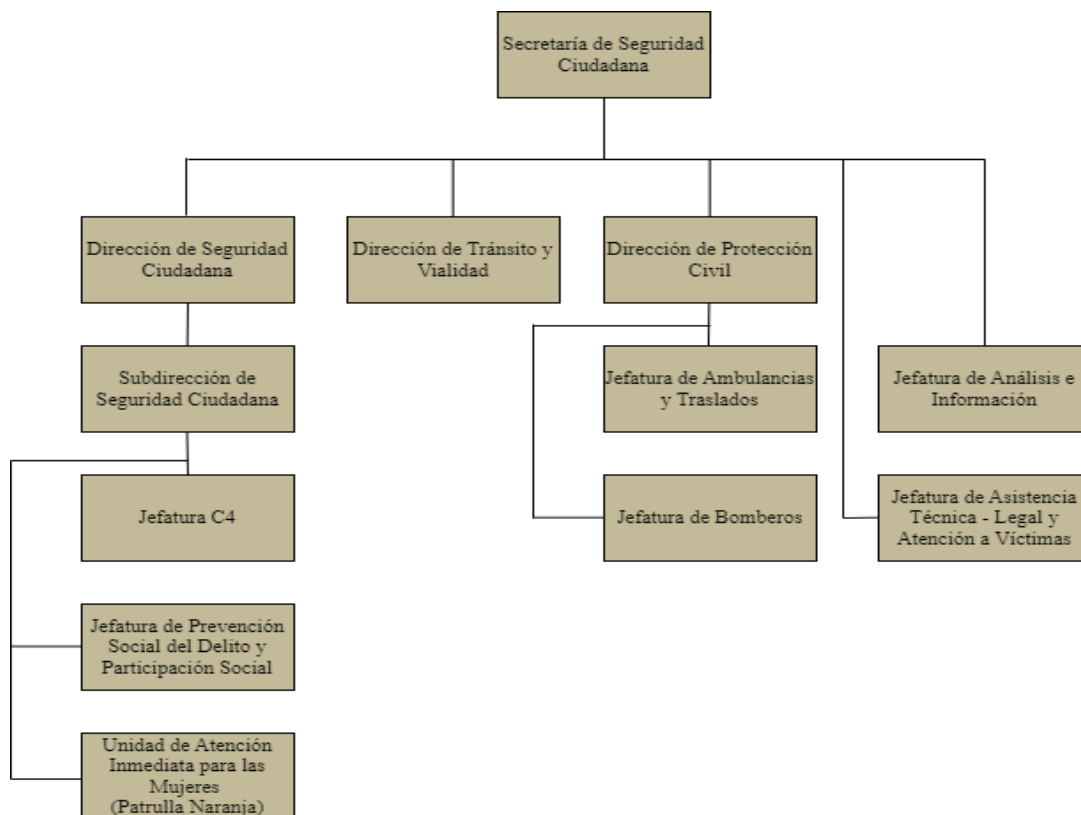 Secretaría de Seguridad
Ciudadana
Dirección de Seguridad
Ciudadana
Dirección de Tránsito y
Vialidad
Dirección de Protección
Civil
Subdirección de
Seguridad Ciudadana
Jefatura de Ambulancias
y Traslados
Jefatura de Análisis e
Información
Jefatura C4
Jefatura de Bomberos
Jefatura de Asistencia
Técnica - Legal y
Atención a Víctimas
Jefatura de Prevención
Social del Delito y
Participación Social
Unidad de Atención
Inmediata para las
Mujeres
(Patrulla Naranja)